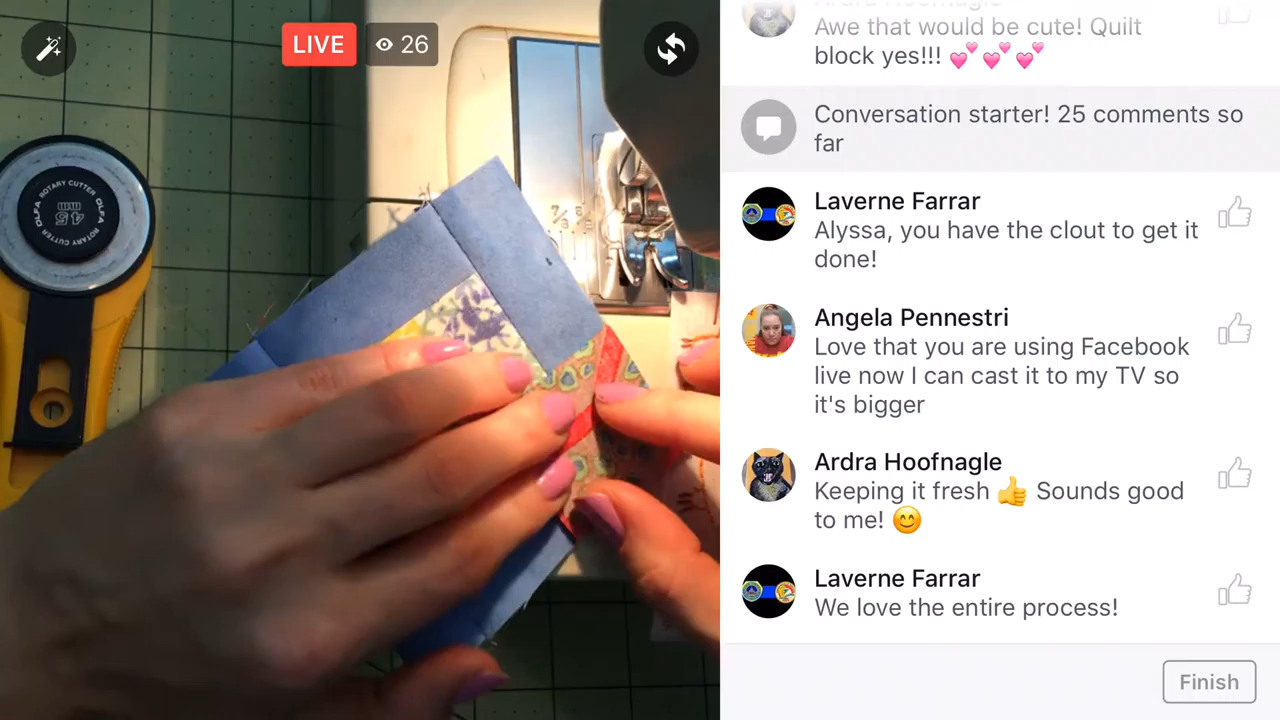 LIVE
26
ROTARY CUTTER
OLFA
45
mm
7/8
Awe that would be cute! Quilt
block yes!!! 💕💕💕
Conversation starter! 25 comments so
far
Laverne Farrar
Alyssa, you have the clout to get it
done!
Angela Pennestri
Love that you are using Facebook
live now I can cast it to my TV so
it's bigger
Ardra Hoofnagle
Keeping it fresh 👍 Sounds good
to me! 😊
Laverne Farrar
We love the entire process!
Finish